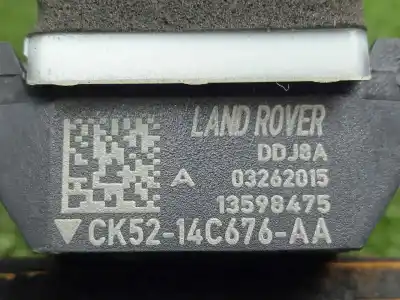 LAND ROVER
DDJ8A
A 03262015
13598475
CK52-14C676-AA